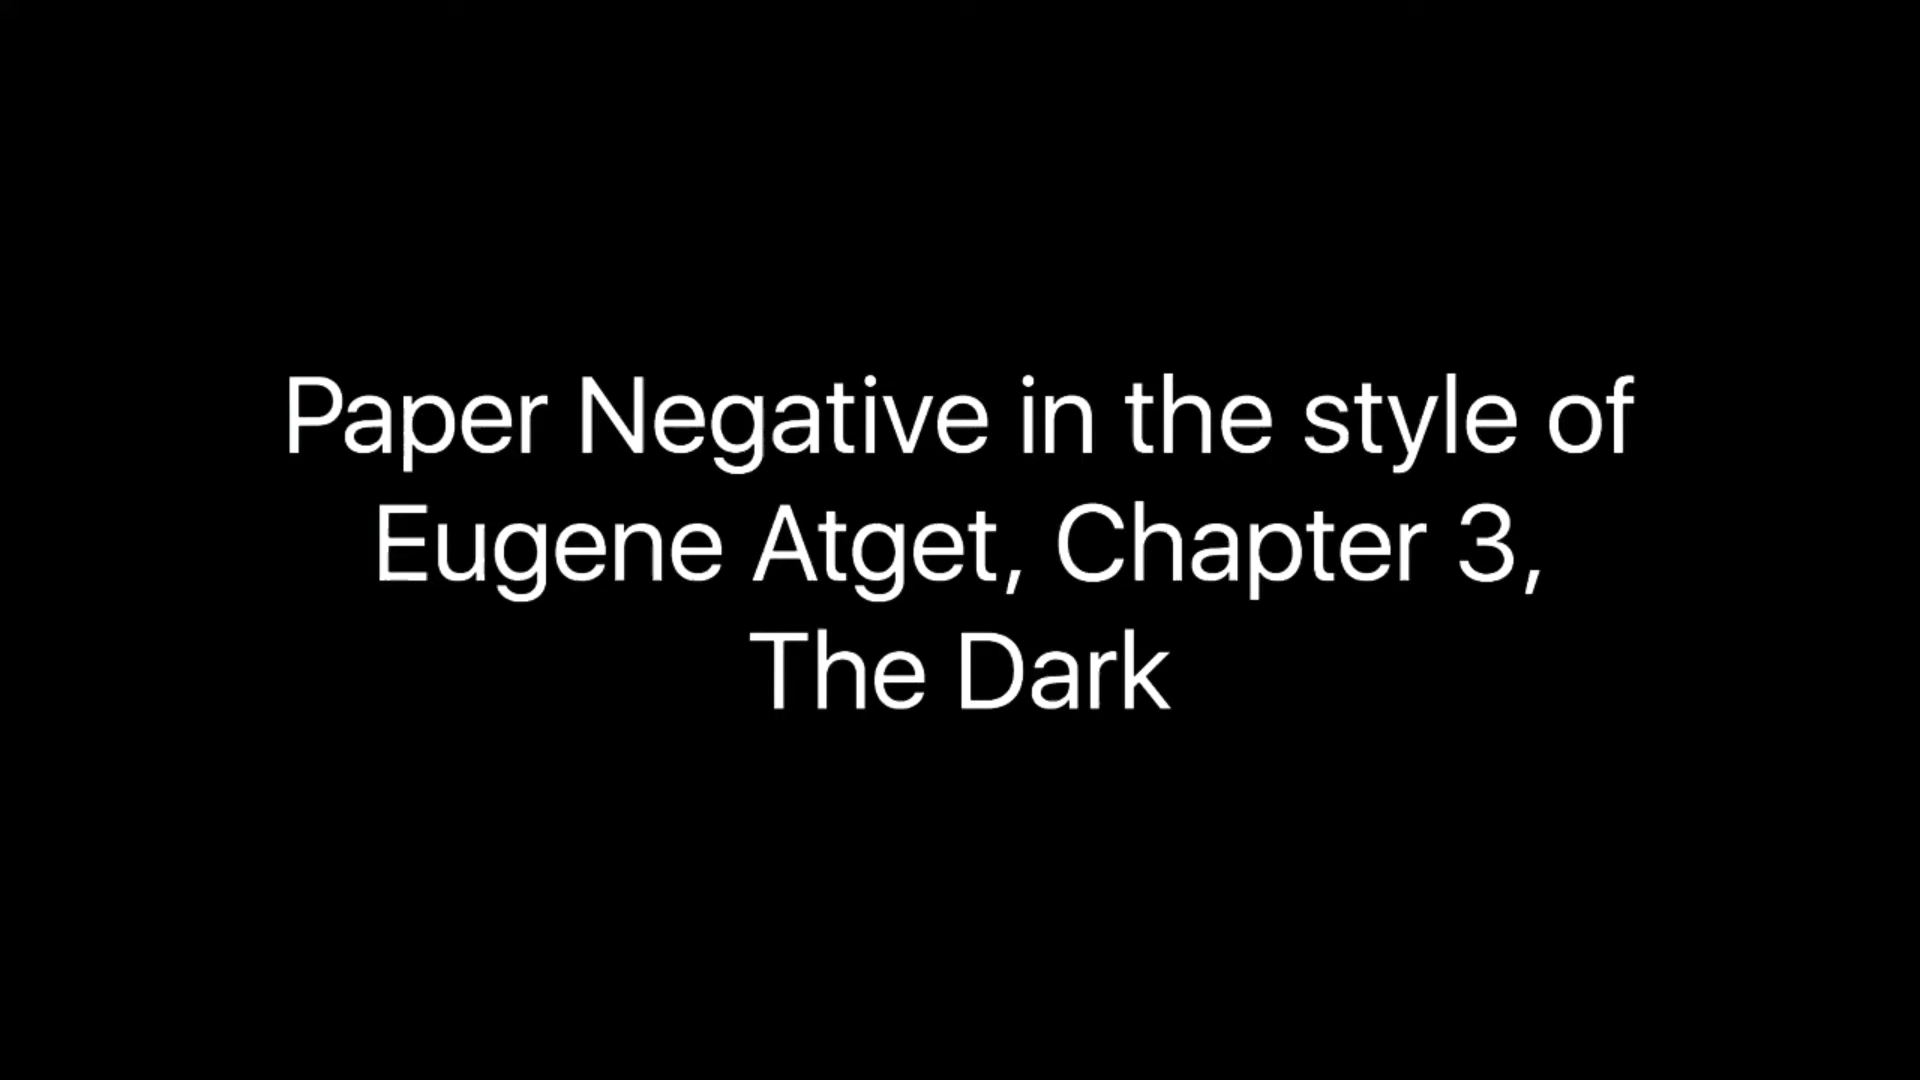 Paper Negative in the style of
Eugene Atget, Chapter 3,
The Dark